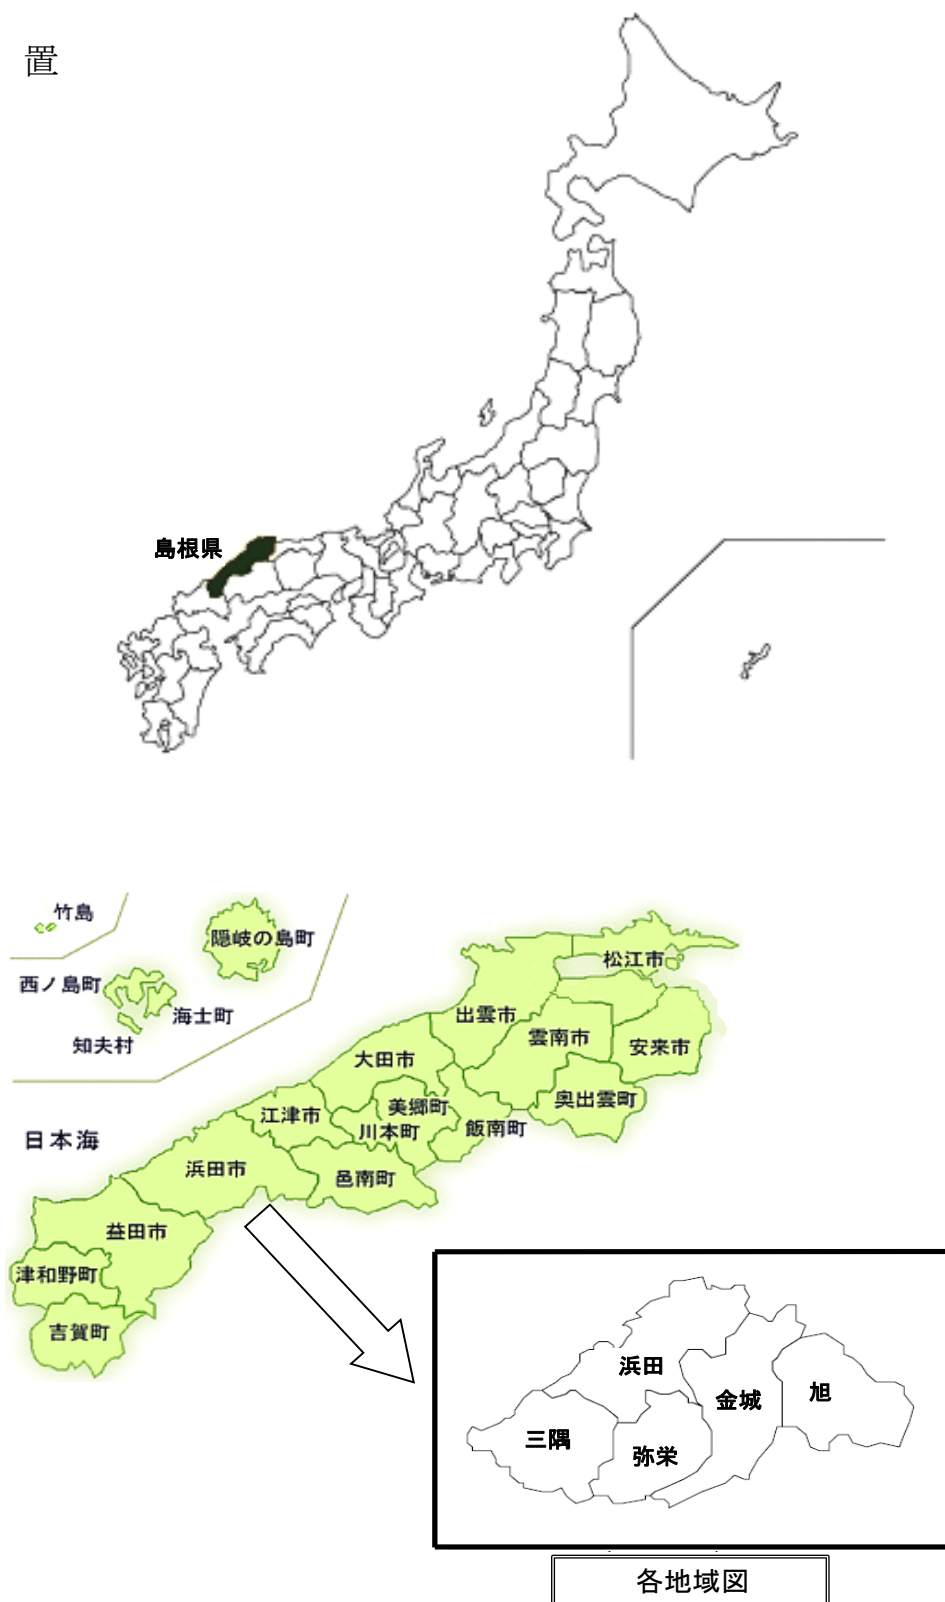 置
島根県
竹島
隠岐の島町
西ノ島町
海士町
知夫村
松江市
出雲市
雲南市
安来市
大田市
奥出雲町
美郷町
江津市
川本町
飯南町
日本海
浜田市
邑南町
益田市
津和野町
吉賀町
浜田
金城
旭
三隅
弥栄
各地域図